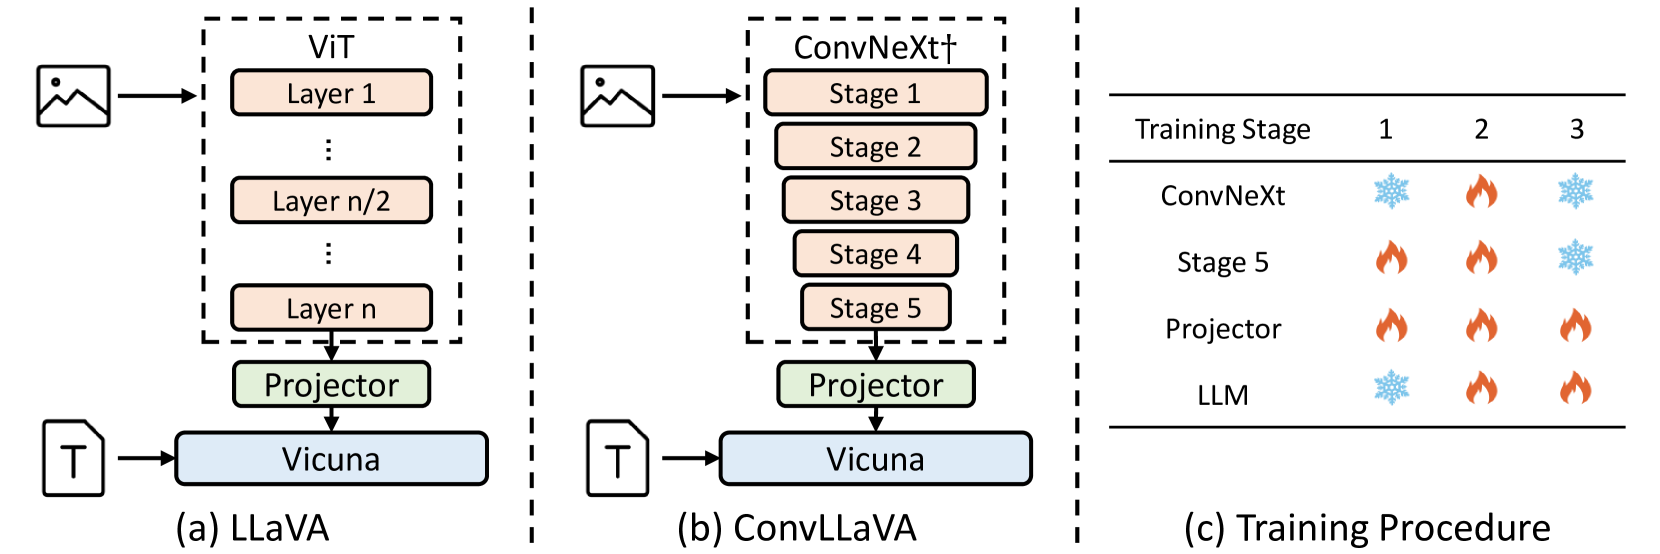 ViT
Layer 1
...
Layer n/2
...
Layer n
Projector
T
Vicuna
(a) LLaVA
ConvNeXt†
Stage 1
Stage 2
Stage 3
Stage 4
Stage 5
Projector
T
Vicuna
(b) ConvLLaVA
Training Stage 1 2 3
ConvNeXt
Stage 5
Projector
LLM
(c) Training Procedure